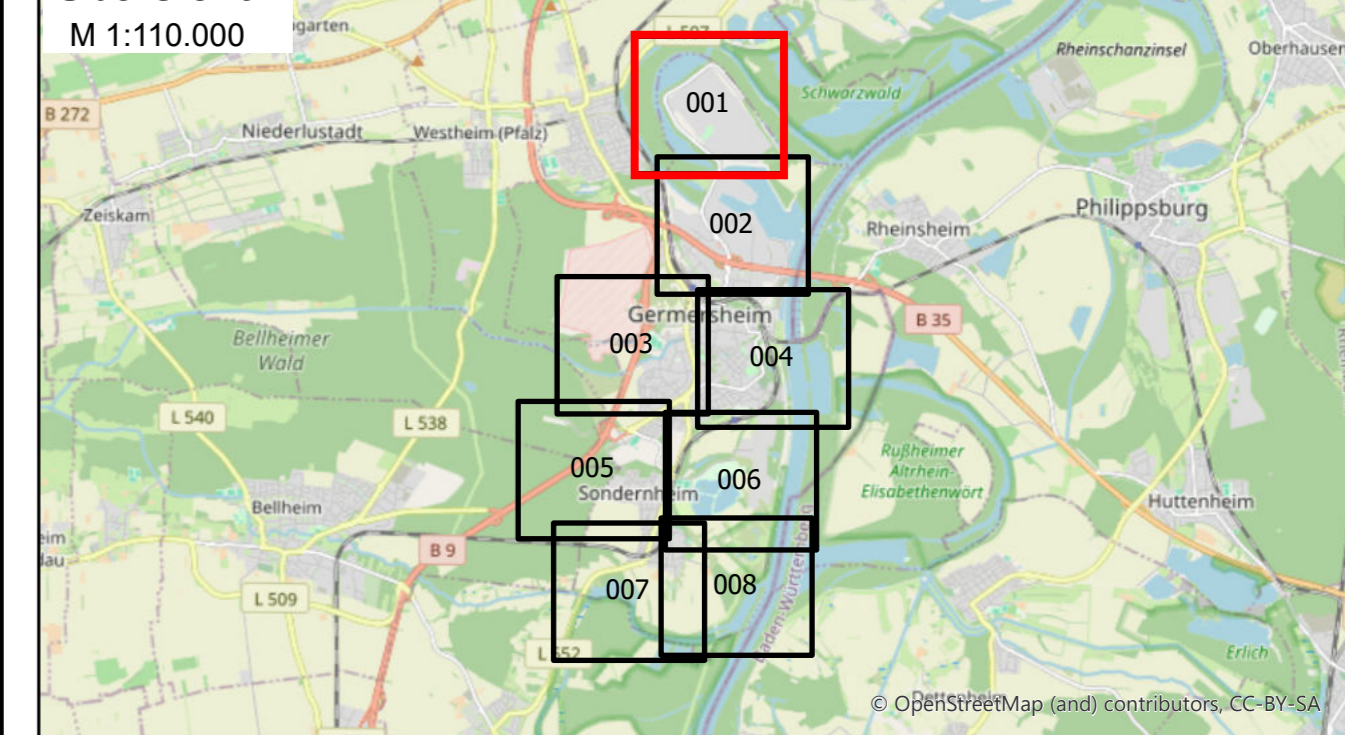 M 1:110.000
garten
L 507
Rheinschanzinsel
Oberhausen
001
Schwarzwald
B 272
Niederlustadt
Westheim (Pfalz)
Zeiskam
002
Philippsburg
Rheinsheim
Germersheim
B 35
Bellheimer
Wald
003
004
L 540
L 538
Rußheimer
Altrhein-
Elisabethenwört
005
006
Sondernheim
Huttenheim
Bellheim
B 9
007
008
L 509
Baden-Württemberg
L 552
Erlich
Dettenheim
© OpenStreetMap (and) contributors, CC-BY-SA